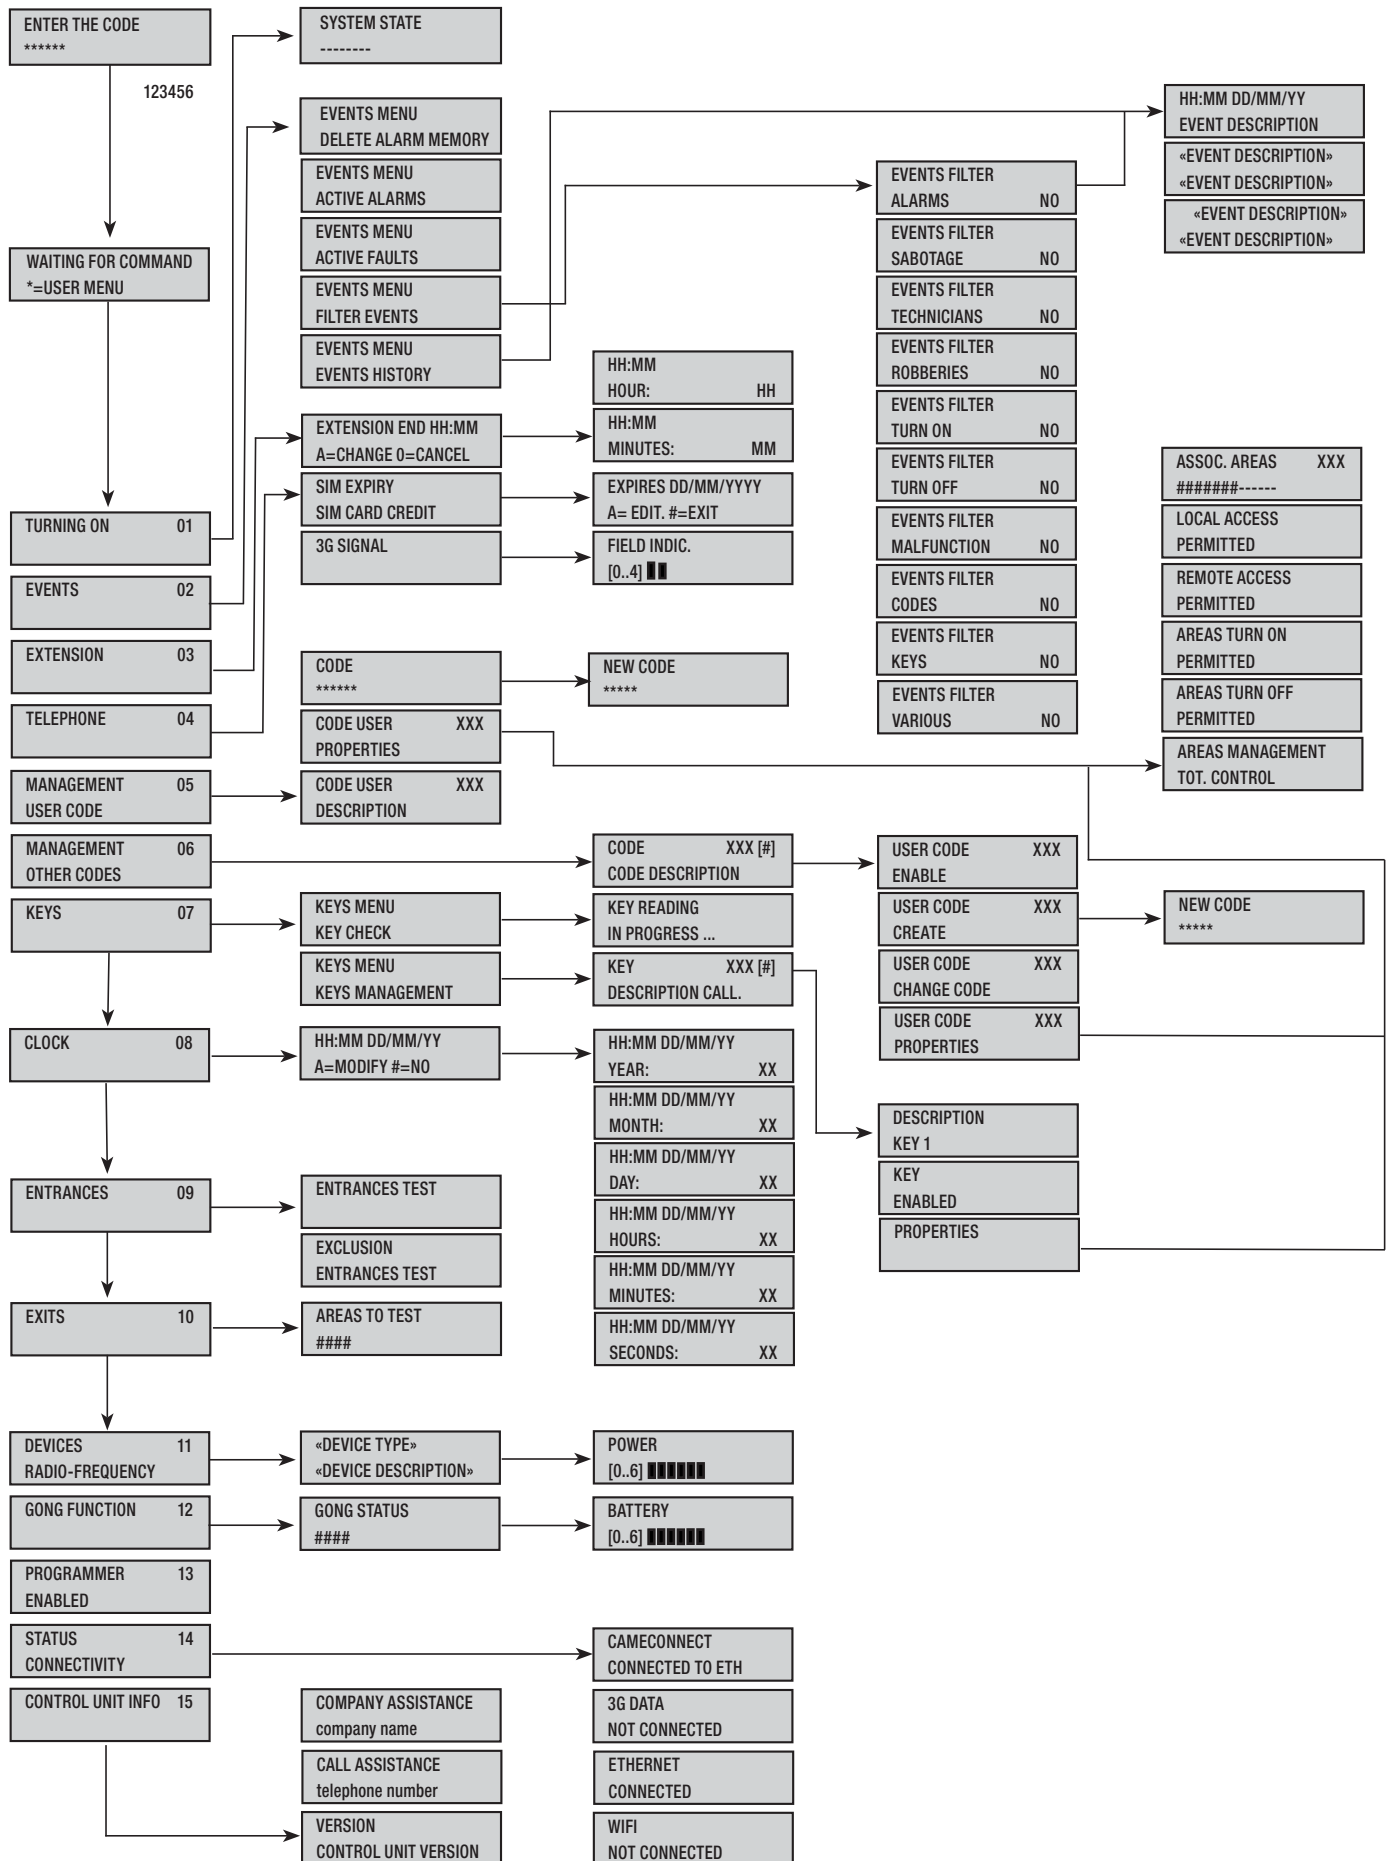 ENTER THE CODE
******
123456
WAITING FOR COMMAND
*=USER MENU
TURNING ON 01
EVENTS 02
EXTENSION 03
TELEPHONE 04
MANAGEMENT 05
USER CODE
MANAGEMENT 06
OTHER CODES
KEYS 07
CLOCK 08
ENTRANCES 09
EXITS 10
DEVICES 11
RADIO-FREQUENCY
GONG FUNCTION 12
PROGRAMMER 13
ENABLED
STATUS 14
CONNECTIVITY
CONTROL UNIT INFO 15
SYSTEM STATE
--------
EVENTS MENU
DELETE ALARM MEMORY
EVENTS MENU
ACTIVE ALARMS
EVENTS MENU
ACTIVE FAULTS
EVENTS MENU
FILTER EVENTS
EVENTS MENU
EVENTS HISTORY
EXTENSION END HH:MM
A=CHANGE 0=CANCEL
SIM EXPIRY
SIM CARD CREDIT
3G SIGNAL
CODE
******
CODE USER XXX
PROPERTIES
CODE USER XXX
DESCRIPTION
KEYS MENU
KEY CHECK
KEYS MENU
KEYS MANAGEMENT
HH:MM DD/MM/YY
A=MODIFY #=NO
ENTRANCES TEST
EXCLUSION
ENTRANCES TEST
AREAS TO TEST
####
«DEVICE TYPE»
«DEVICE DESCRIPTION»
GONG STATUS
####
COMPANY ASSISTANCE
company name
CALL ASSISTANCE
telephone number
VERSION
CONTROL UNIT VERSION
HH:MM
HOUR: HH
HH:MM
MINUTES: MM
EXPIRES DD/MM/YYYY
A= EDIT. #=EXIT
FIELD INDIC.
[0..4]
NEW CODE
*****
CODE XXX [#]
CODE DESCRIPTION
KEY READING
IN PROGRESS ...
KEY XXX [#]
DESCRIPTION CALL.
HH:MM DD/MM/YY
YEAR: XX
HH:MM DD/MM/YY
MONTH: XX
HH:MM DD/MM/YY
DAY: XX
HH:MM DD/MM/YY
HOURS: XX
HH:MM DD/MM/YY
MINUTES: XX
HH:MM DD/MM/YY
SECONDS: XX
POWER
[0..6]
BATTERY
[0..6]
CAMECONNECT
CONNECTED TO ETH
3G DATA
NOT CONNECTED
ETHERNET
CONNECTED
WIFI
NOT CONNECTED
EVENTS FILTER
ALARMS NO
EVENTS FILTER
SABOTAGE NO
EVENTS FILTER
TECHNICIANS NO
EVENTS FILTER
ROBBERIES NO
EVENTS FILTER
TURN ON NO
EVENTS FILTER
TURN OFF NO
EVENTS FILTER
MALFUNCTION NO
EVENTS FILTER
CODES NO
EVENTS FILTER
KEYS NO
EVENTS FILTER
VARIOUS NO
USER CODE XXX
ENABLE
USER CODE XXX
CREATE
USER CODE XXX
CHANGE CODE
USER CODE XXX
PROPERTIES
DESCRIPTION
KEY 1
KEY
ENABLED
PROPERTIES
HH:MM DD/MM/YY
EVENT DESCRIPTION
«EVENT DESCRIPTION»
«EVENT DESCRIPTION»
«EVENT DESCRIPTION»
«EVENT DESCRIPTION»
ASSOC. AREAS XXX
#######------
LOCAL ACCESS
PERMITTED
REMOTE ACCESS
PERMITTED
AREAS TURN ON
PERMITTED
AREAS TURN OFF
PERMITTED
AREAS MANAGEMENT
TOT. CONTROL
NEW CODE
*****